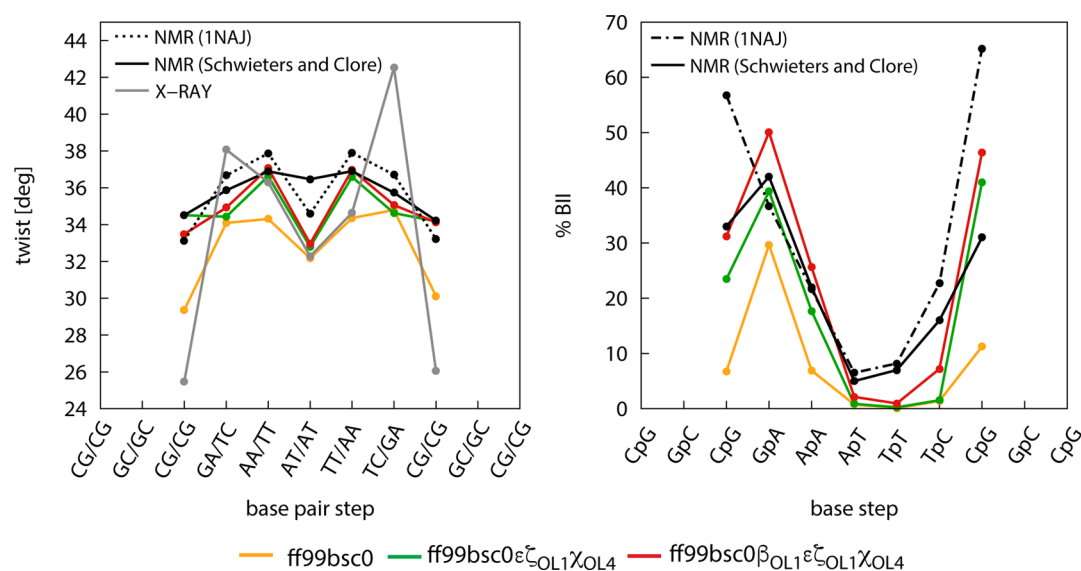 44
42
40
38
36
34
32
30
28
26
24
twist [deg]
NMR (1NAJ)
NMR (Schwieters and Clore)
X−RAY
CG/CG
GC/GC
CG/CG
GA/TC
AA/TT
AT/AT
TT/AA
TC/GA
CG/CG
GC/GC
CG/CG
base pair step
70
60
50
40
30
20
10
0
% BII
NMR (1NAJ)
NMR (Schwieters and Clore)
CpG
GpC
CpG
GpA
ApA
ApT
TpT
TpC
CpG
GpC
CpG
base step
ff99bsc0 ff99bsc0εζOL1χOL4 ff99bsc0βOL1εζOL1χOL4